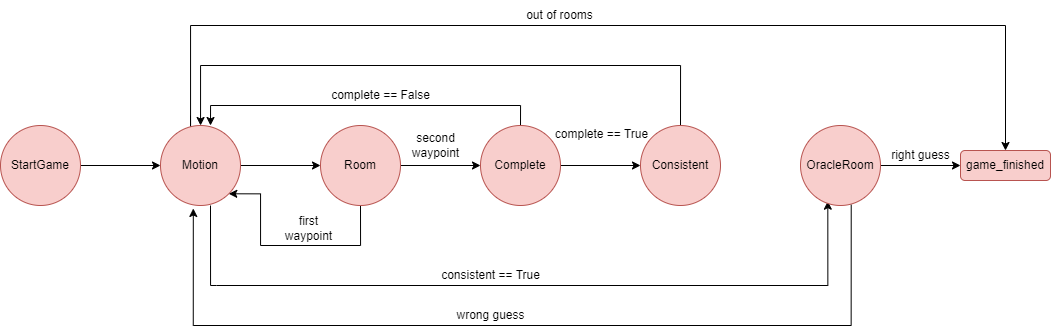 out of rooms
complete == False
second
waypoint
complete == True
StartGame
Motion
Room
Complete
Consistent
OracleRoom
right guess
game_finished
first
waypoint
consistent == True
wrong guess